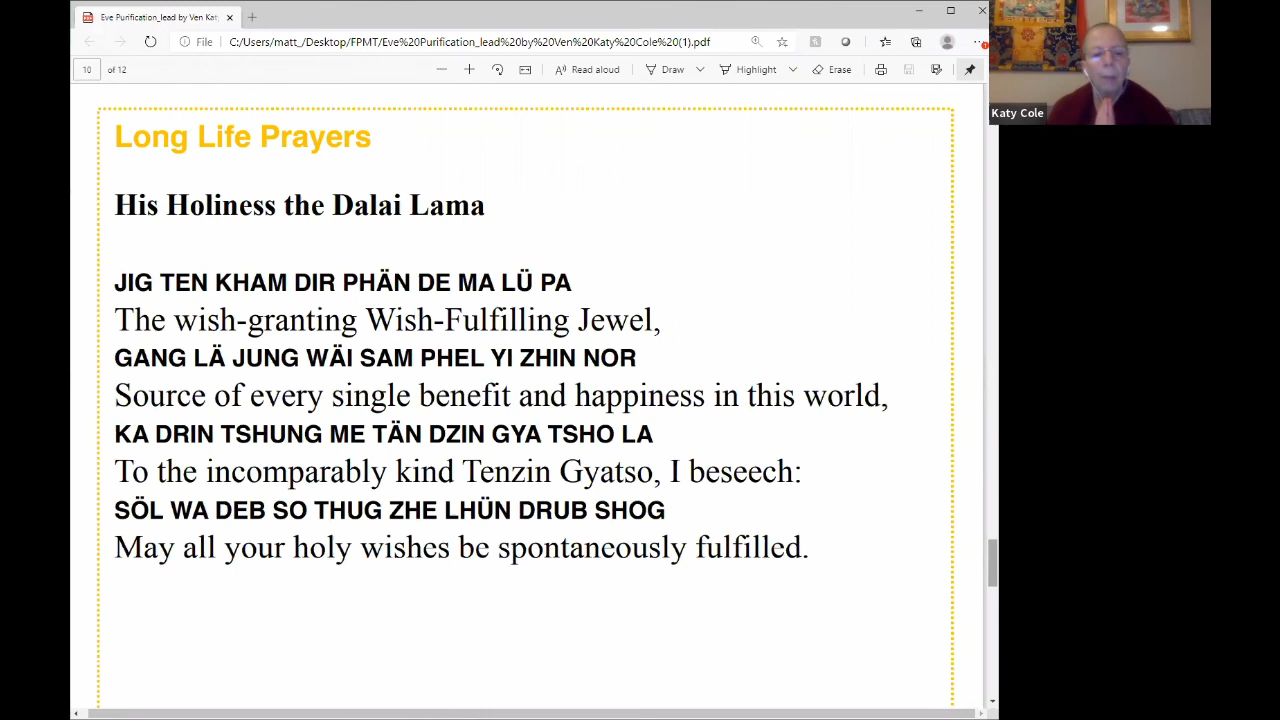 Eve Purification_lead by Ven Kat
File
C:/Users/matt_/Desktop/FPMT/Eve%20Purification_lead%20by%20Ven%20Katy%20Cole%20(1).pdf
10 of 12
Read aloud
Draw
Highlight
Erase
Katy Cole
Long Life Prayers
His Holiness the Dalai Lama
JIG TEN KHAM DIR PHÄN DE MA LÜ PA
The wish-granting Wish-Fulfilling Jewel,
GANG LÄ JUNG WÄI SAM PHEL YI ZHIN NOR
Source of every single benefit and happiness in this world,
KA DRIN TSHUNG ME TÄN DZIN GYA TSHO LA
To the incomparably kind Tenzin Gyatso, I beseech:
SÖL WA DEB SO THUG ZHE LHÜN DRUB SHOG
May all your holy wishes be spontaneously fulfilled.